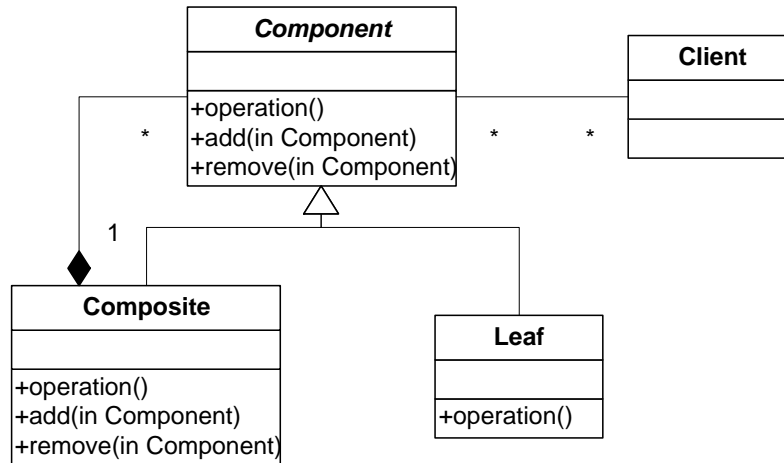 Component
+operation()
+add(in Component)
+remove(in Component)
Client
*
*
*
1
Composite
+operation()
+add(in Component)
+remove(in Component)
Leaf
+operation()